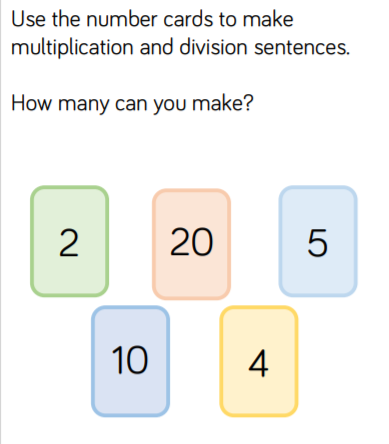 Use the number cards to make
multiplication and division sentences.
How many can you make?
2 20 5
10 4